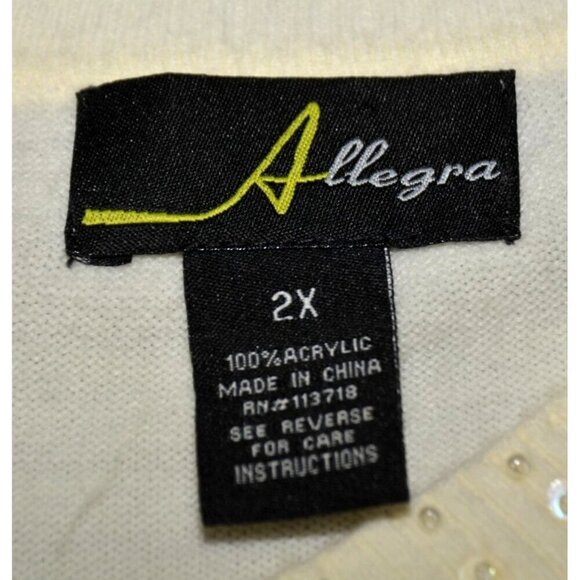 Allegra
2X
100% ACRYLIC
MADE IN CHINA
RN# 113718
SEE REVERSE
FOR CARE
INSTRUCTIONS